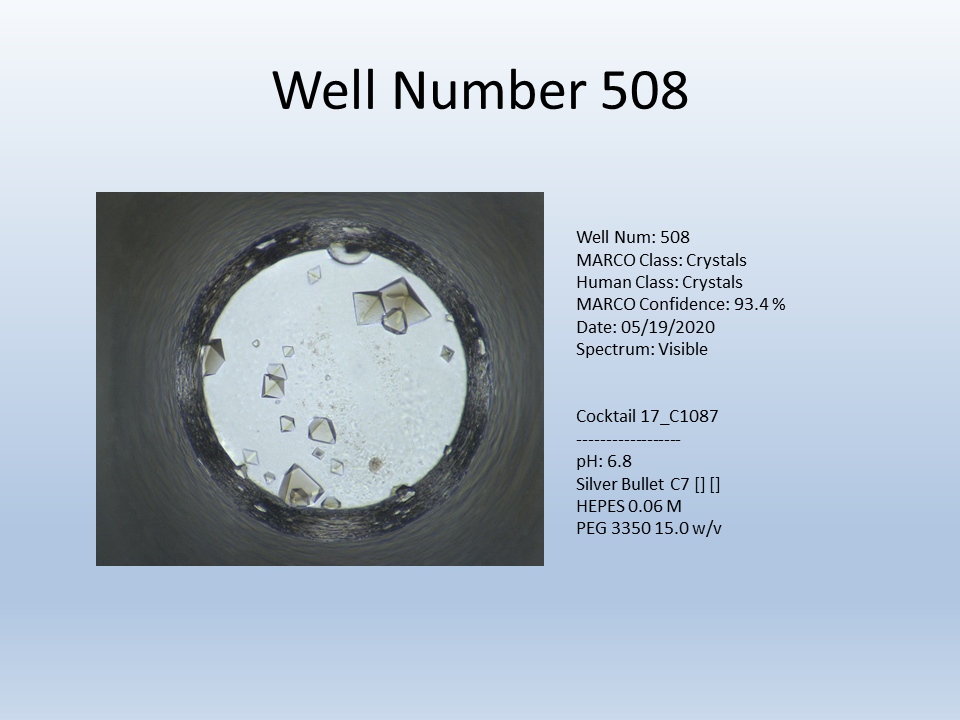 Well Number 508
Well Num: 508
MARCO Class: Crystals
Human Class: Crystals
MARCO Confidence: 93.4 %
Date: 05/19/2020
Spectrum: Visible
Cocktail 17_C1087
------------------
pH: 6.8
Silver Bullet C7 [] []
HEPES 0.06 M
PEG 3350 15.0 w/v